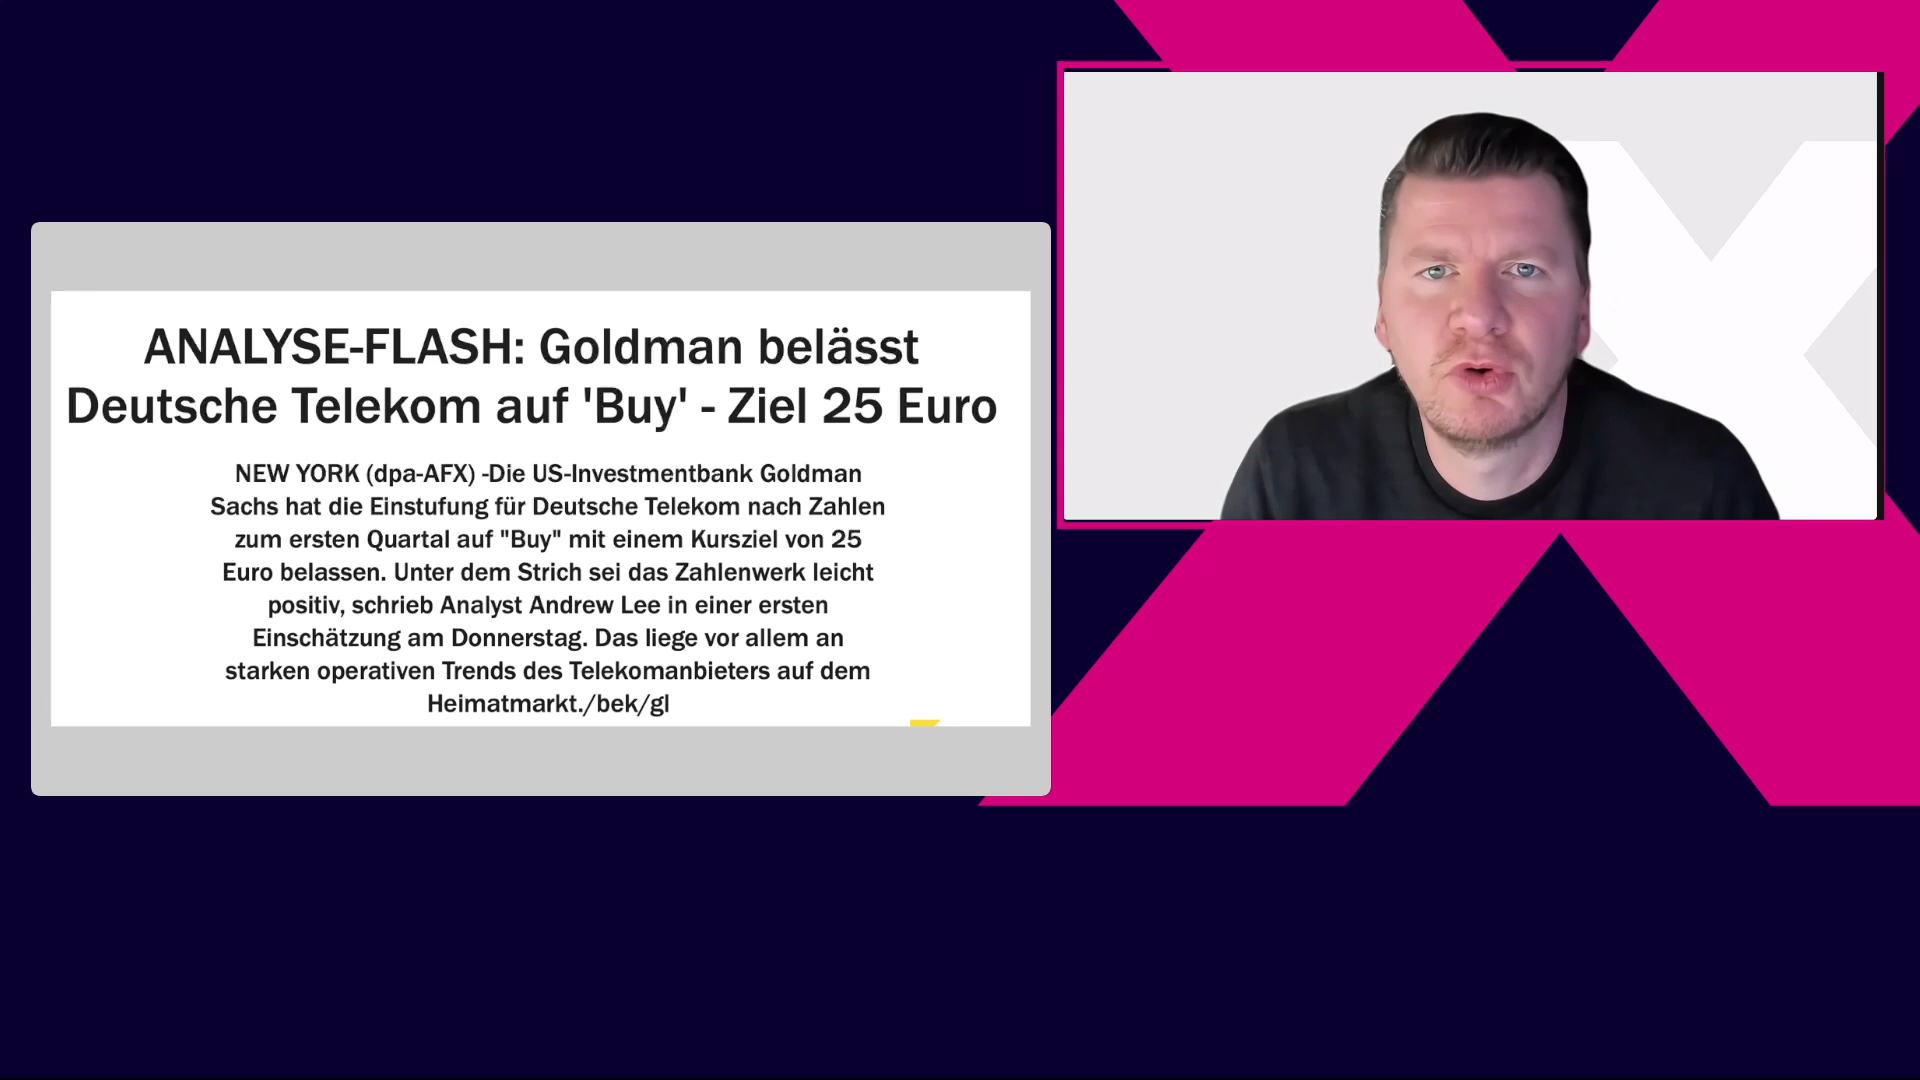 ANALYSE-FLASH: Goldman belässt
Deutsche Telekom auf 'Buy' - Ziel 25 Euro
NEW YORK (dpa-AFX) -Die US-Investmentbank Goldman
Sachs hat die Einstufung für Deutsche Telekom nach Zahlen
zum ersten Quartal auf "Buy" mit einem Kursziel von 25
Euro belassen. Unter dem Strich sei das Zahlenwerk leicht
positiv, schrieb Analyst Andrew Lee in einer ersten
Einschätzung am Donnerstag. Das liege vor allem an
starken operativen Trends des Telekomanbieters auf dem
Heimatmarkt./bek/gl